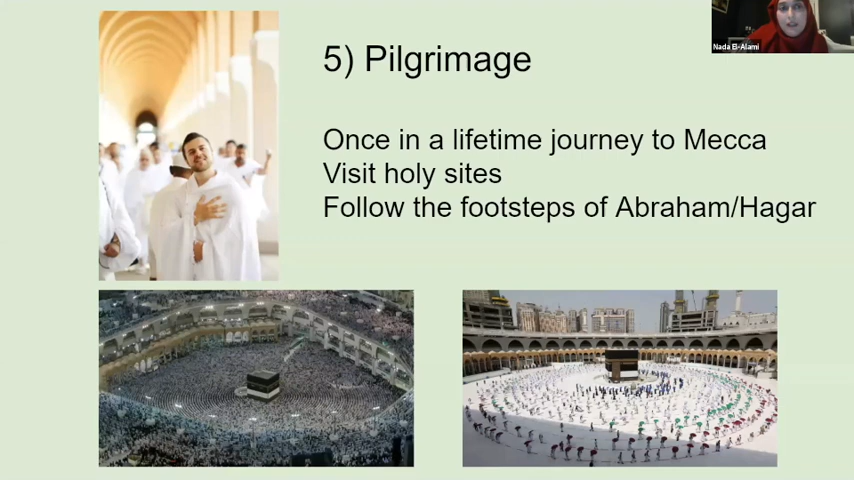 5) Pilgrimage
Nada El-Alami
Once in a lifetime journey to Mecca
Visit holy sites
Follow the footsteps of Abraham/Hagar